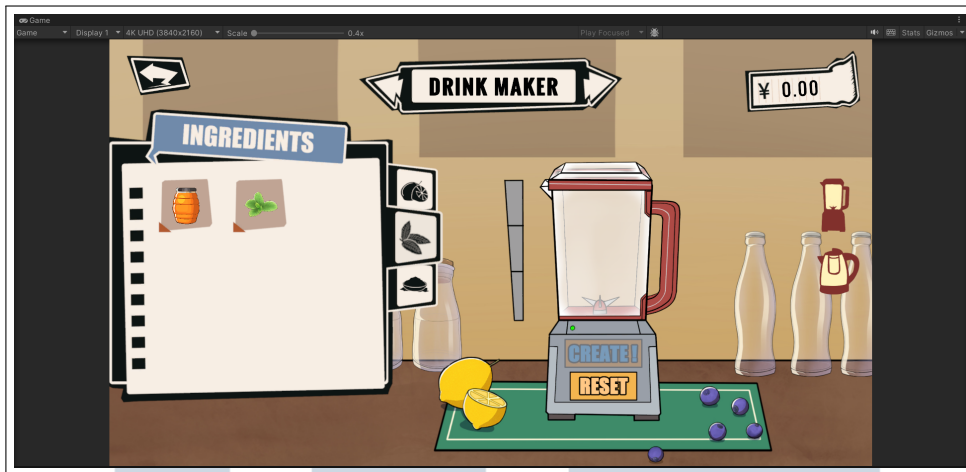 Game
Game Display 1 4K UHD (3840x2160) Scale 0.4x Play Focused Stats Gizmos
DRINK MAKER
¥ 0.00
INGREDIENTS
CREATE!
RESET